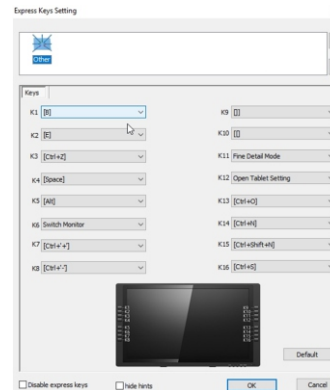 Express Keys Setting
Other
Keys
K1 [B]
K2 [E]
K3 [Ctrl+Z]
K4 [Space]
K5 [Alt]
K6 Switch Monitor
K7 [Ctrl+'+']
K8 [Ctrl+'-']
K9 []]
K10 [[]
K11 Fine Detail Mode
K12 Open Tablet Setting
K13 [Ctrl+O]
K14 [Ctrl+N]
K15 [Ctrl+Shift+N]
K16 [Ctrl+S]
Default
Disable express keys
hide hints
OK
Cancel